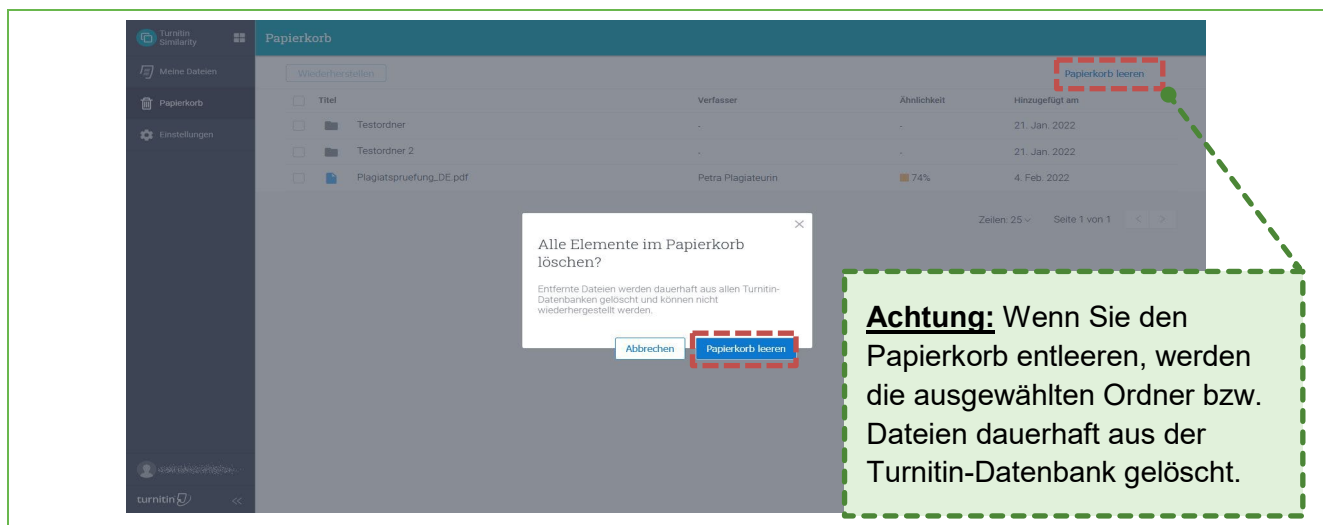 Turnitin
Similarity
Papierkorb
Meine Dateien
Wiederherstellen
Papierkorb leeren
Papierkorb
Titel Verfasser Ähnlichkeit Hinzugefügt am
Testordner - - 21. Jan. 2022
Einstellungen
Testordner 2 - - 21. Jan. 2022
Plagiatspruefung_DE.pdf Petra Plagiateurin 74% 4. Feb. 2022
Zeilen: 25 Seite 1 von 1 < >
Alle Elemente im Papierkorb
löschen?
Entfernte Dateien werden dauerhaft aus allen Turnitin-
Datenbanken gelöscht und können nicht
wiederhergestellt werden.
Abbrechen Papierkorb leeren
Achtung: Wenn Sie den
Papierkorb entleeren, werden
die ausgewählten Ordner bzw.
Dateien dauerhaft aus der
Turnitin-Datenbank gelöscht.
turnitin